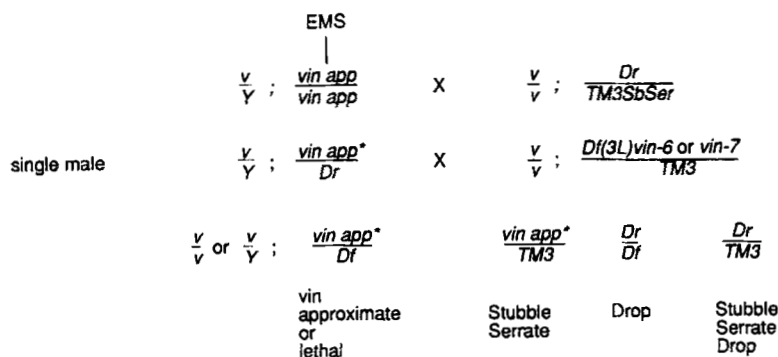 EMS
v/Y ; vin app/vin app X v/v ; Dr/TM3SbSer
single male v/Y ; vin app*/Dr X v/v ; Df(3L)vin-6 or vin-7/TM3
v/v or v/Y ; vin app*/Df vin app*/TM3 Dr/Df Dr/TM3
vin approximate or lethal
Stubble Serrate
Drop
Stubble Serrate Drop